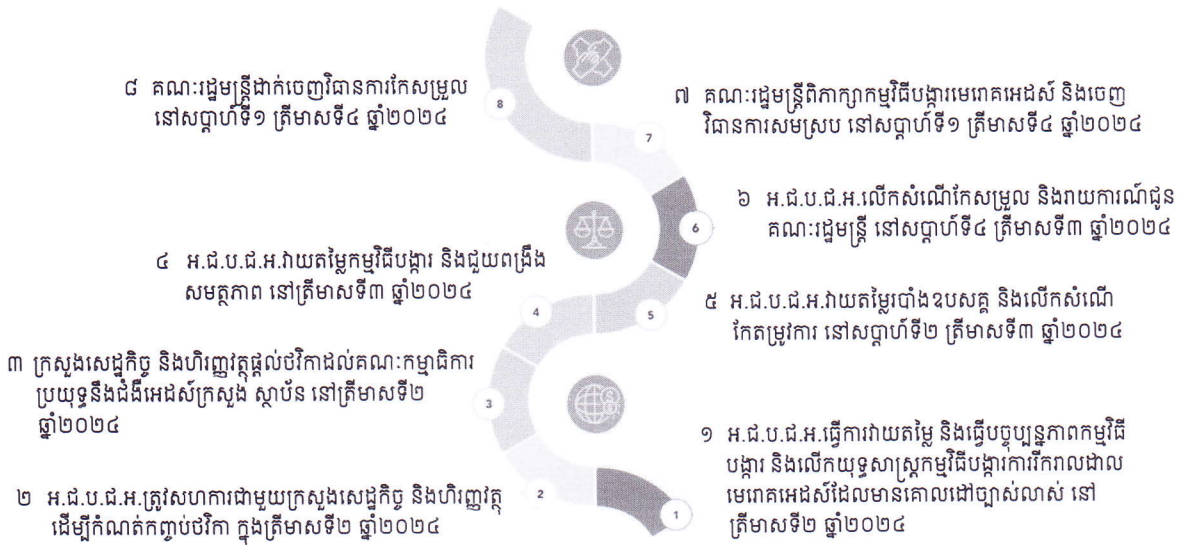 ៨ គណៈរដ្ឋមន្ត្រីដាក់ចេញវិធានការកែសម្រួល
នៅសប្តាហ៍ទី១ ត្រីមាសទី៤ ឆ្នាំ២០២៤
8
៧ គណៈរដ្ឋមន្ត្រីពិភាក្សាកម្មវិធីបង្ការមេរោគអេដស៍ និងចេញ
វិធានការសមស្រប នៅសប្តាហ៍ទី១ ត្រីមាសទី៤ ឆ្នាំ២០២៤
7
៦ អ.ជ.ប.ជ.អ.លើកសំណើកែសម្រួល និងរាយការណ៍ជូន
គណៈរដ្ឋមន្ត្រី នៅសប្តាហ៍ទី៤ ត្រីមាសទី៣ ឆ្នាំ២០២៤
6
៤ អ.ជ.ប.ជ.អ.វាយតម្លៃកម្មវិធីបង្ការ និងជួយពង្រឹង
សមត្ថភាព នៅត្រីមាសទី៣ ឆ្នាំ២០២៤
4
៥ អ.ជ.ប.ជ.អ.វាយតម្លៃរបាំងឧបសគ្គ និងលើកសំណើ
កែតម្រូវការ នៅសប្តាហ៍ទី២ ត្រីមាសទី៣ ឆ្នាំ២០២៤
5
៣ ក្រសួងសេដ្ឋកិច្ច និងហិរញ្ញវត្ថុផ្តល់ថវិកាដល់គណៈកម្មាធិការ
ប្រយុទ្ធនឹងជំងឺអេដស៍ក្រសួង ស្ថាប័ន នៅត្រីមាសទី២
ឆ្នាំ២០២៤
3
១ អ.ជ.ប.ជ.អ.ធ្វើការវាយតម្លៃ និងធ្វើបច្ចុប្បន្នភាពកម្មវិធី
បង្ការ និងលើកយុទ្ធសាស្ត្រកម្មវិធីបង្ការការរីករាលដាល
មេរោគអេដស៍ដែលមានគោលដៅច្បាស់លាស់ នៅ
ត្រីមាសទី២ ឆ្នាំ២០២៤
1
២ អ.ជ.ប.ជ.អ.ត្រូវសហការជាមួយក្រសួងសេដ្ឋកិច្ច និងហិរញ្ញវត្ថុ
ដើម្បីកំណត់កញ្ចប់ថវិកា ក្នុងត្រីមាសទី២ ឆ្នាំ២០២៤
2